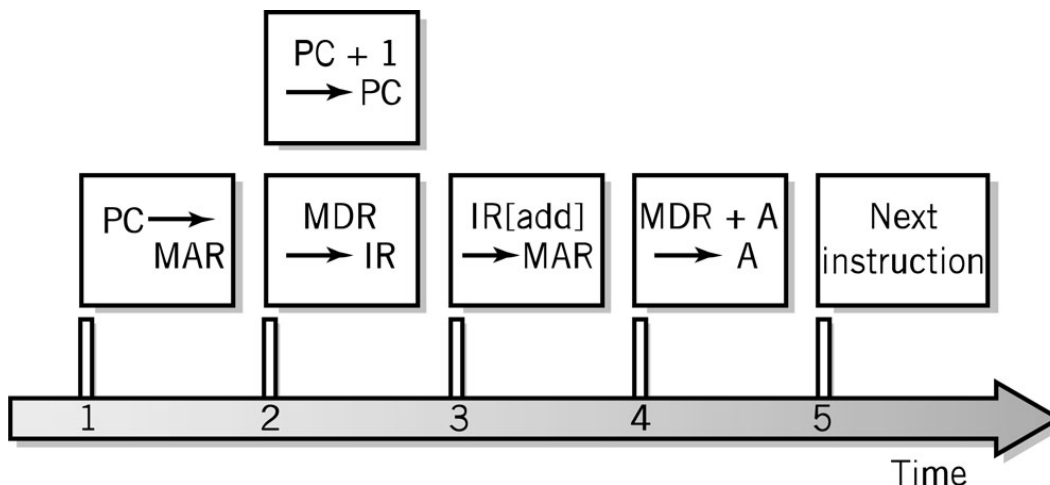 PC + 1
→ PC
PC →
MAR
MDR
→ IR
IR[add]
→ MAR
MDR + A
→ A
Next
instruction
1 2 3 4 5
Time